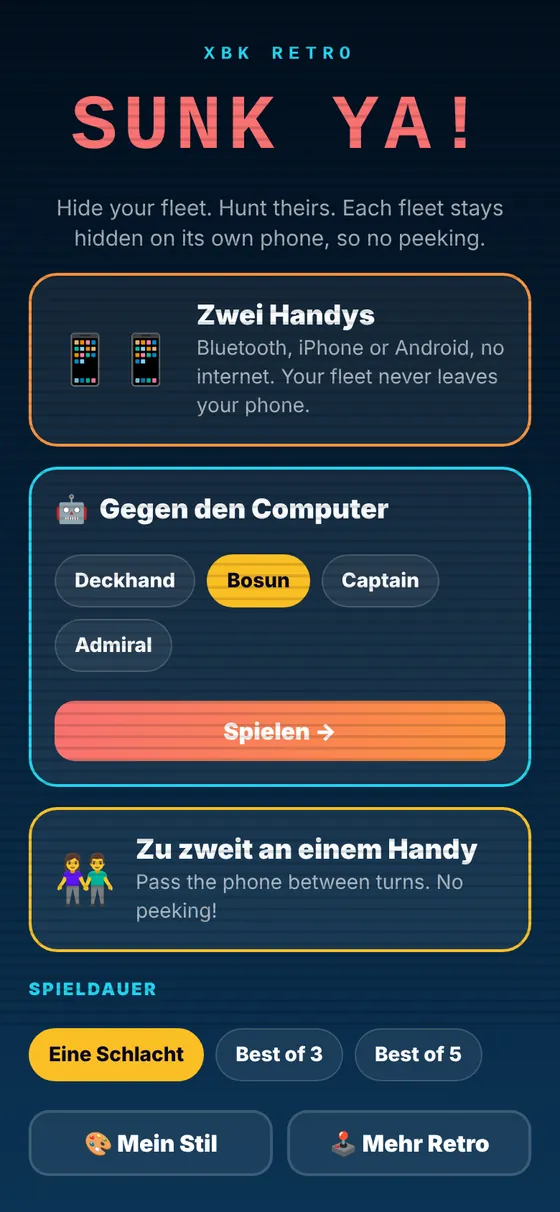 XBK RETRO
SUNK YA!
Hide your fleet. Hunt theirs. Each fleet stays
hidden on its own phone, so no peeking.
Zwei Handys
Bluetooth, iPhone or Android, no
internet. Your fleet never leaves
your phone.
Gegen den Computer
Deckhand
Bosun
Captain
Admiral
Spielen →
Zu zweit an einem Handy
Pass the phone between turns. No
peeking!
SPIELDAUER
Eine Schlacht
Best of 3
Best of 5
Mein Stil
Mehr Retro